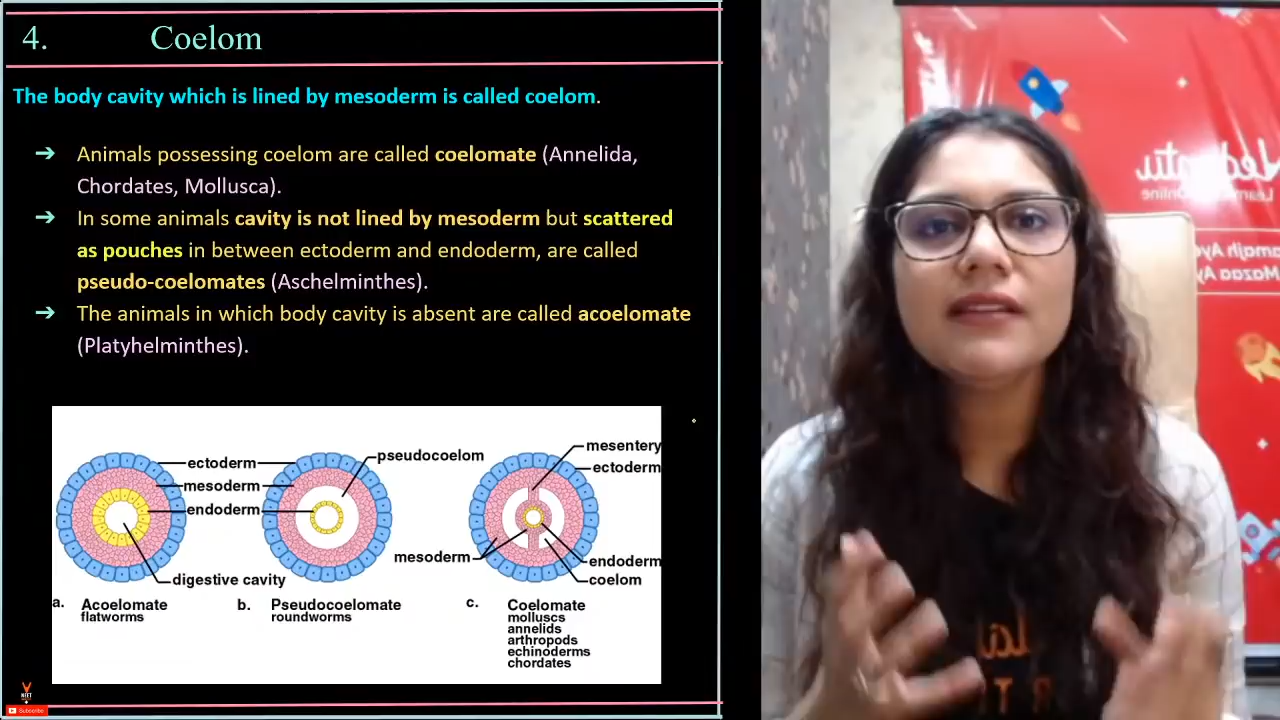 4. Coelom
The body cavity which is lined by mesoderm is called coelom.
➔ Animals possessing coelom are called coelomate (Annelida,
Chordates, Mollusca).
➔ In some animals cavity is not lined by mesoderm but scattered
as pouches in between ectoderm and endoderm, are called
pseudo-coelomates (Aschelminthes).
➔ The animals in which body cavity is absent are called acoelomate
(Platyhelminthes).
ectoderm
mesoderm
endoderm
digestive cavity
a. Acoelomate
flatworms
pseudocoelom
b. Pseudocoelomate
roundworms
mesentery
ectoderm
mesoderm
endoderm
coelom
c. Coelomate
molluscs
annelids
arthropods
echinoderms
chordates
NEET
Subscribe